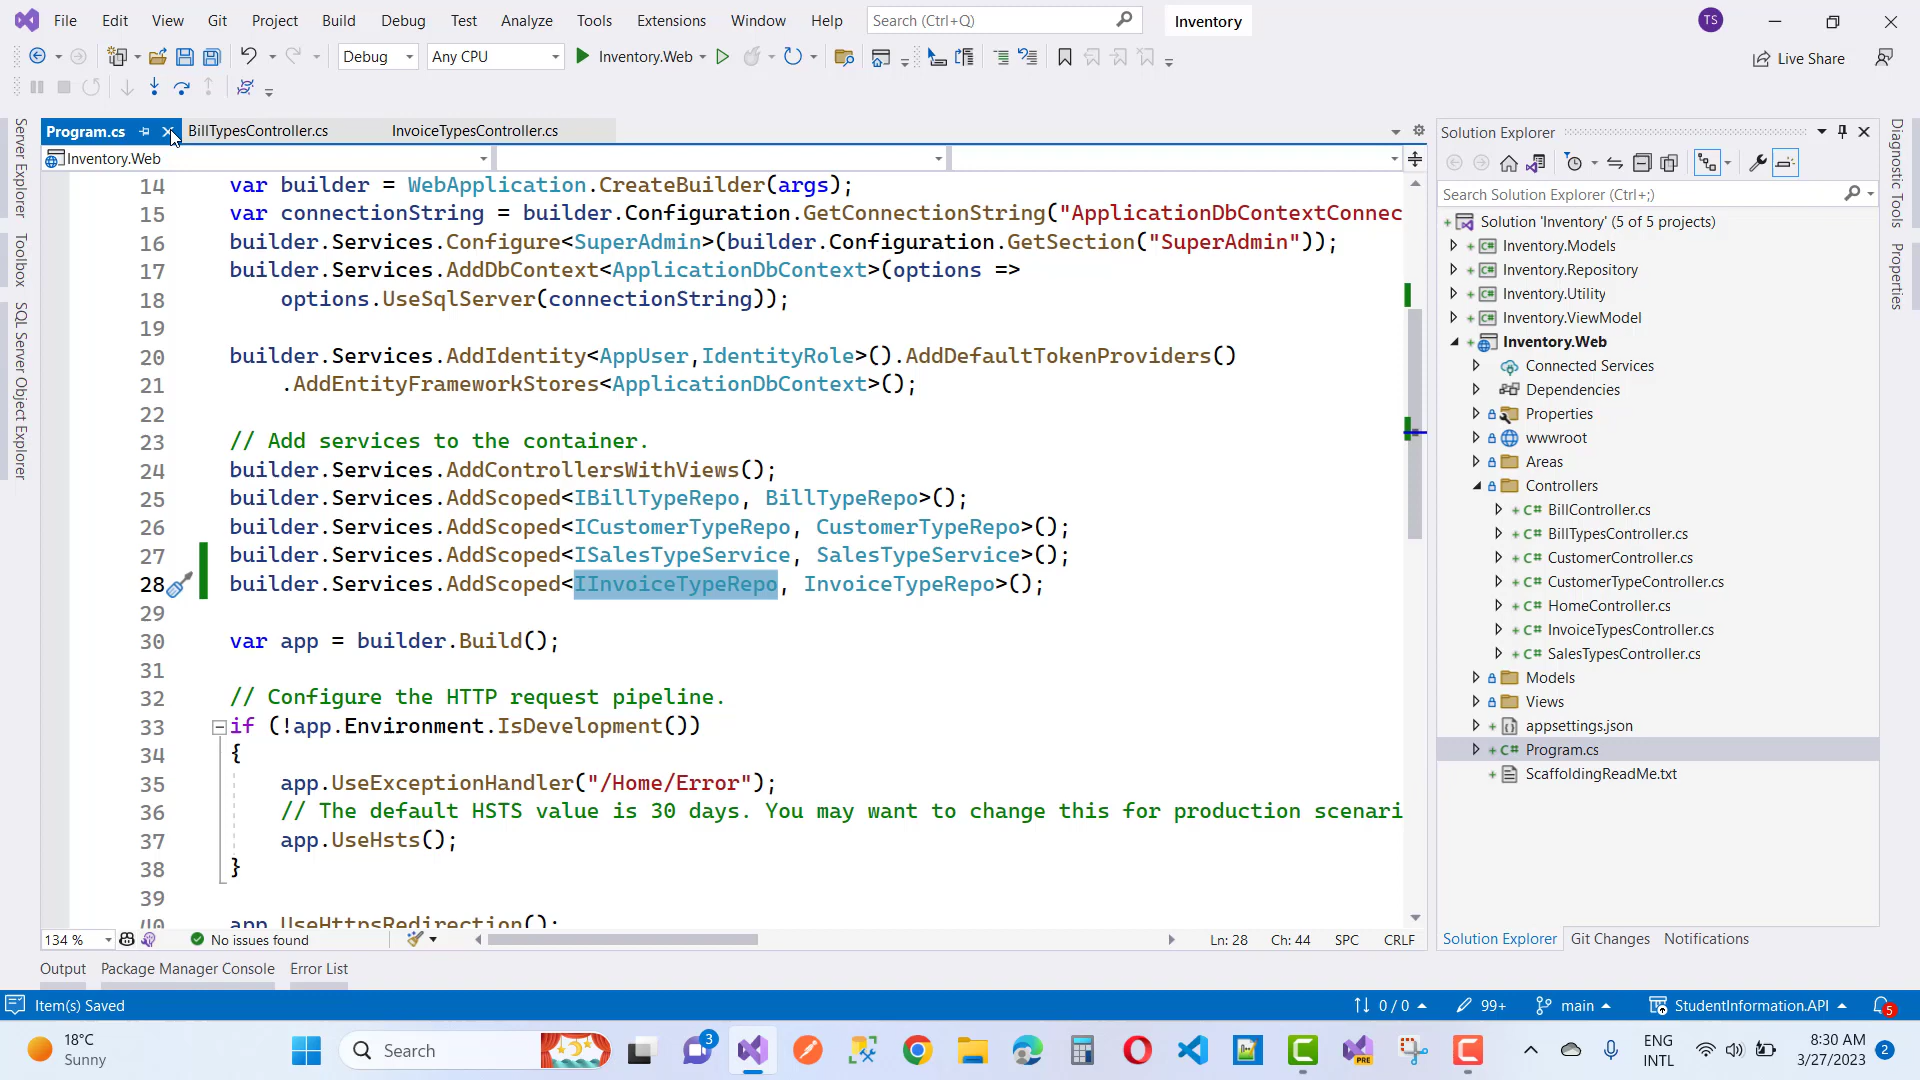 File Edit View Git Project Build Debug Test Analyze Tools Extensions Window Help Search (Ctrl+Q) Inventory TS
Debug Any CPU Inventory.Web Live Share
Program.cs BillTypesController.cs InvoiceTypesController.cs
Inventory.Web
14 var builder = WebApplication.CreateBuilder(args);
15 var connectionString = builder.Configuration.GetConnectionString("ApplicationDbContextConnec
16 builder.Services.Configure<SuperAdmin>(builder.Configuration.GetSection("SuperAdmin"));
17 builder.Services.AddDbContext<ApplicationDbContext>(options =>
18 options.UseSqlServer(connectionString));
19
20 builder.Services.AddIdentity<AppUser,IdentityRole>().AddDefaultTokenProviders()
21 .AddEntityFrameworkStores<ApplicationDbContext>();
22
23 // Add services to the container.
24 builder.Services.AddControllersWithViews();
25 builder.Services.AddScoped<IBillTypeRepo, BillTypeRepo>();
26 builder.Services.AddScoped<ICustomerTypeRepo, CustomerTypeRepo>();
27 builder.Services.AddScoped<ISalesTypeService, SalesTypeService>();
28 builder.Services.AddScoped<IInvoiceTypeRepo, InvoiceTypeRepo>();
29
30 var app = builder.Build();
31
32 // Configure the HTTP request pipeline.
33 if (!app.Environment.IsDevelopment())
34 {
35 app.UseExceptionHandler("/Home/Error");
36 // The default HSTS value is 30 days. You may want to change this for production scenari
37 app.UseHsts();
38 }
39
40 app.UseHttpsRedirection();
134 % No issues found Ln: 28 Ch: 44 SPC CRLF
Output Package Manager Console Error List
Server Explorer
Toolbox
SQL Server Object Explorer
Solution Explorer
Search Solution Explorer (Ctrl+;)
Solution 'Inventory' (5 of 5 projects)
Inventory.Models
Inventory.Repository
Inventory.Utility
Inventory.ViewModel
Inventory.Web
Connected Services
Dependencies
Properties
wwwroot
Areas
Controllers
C# BillController.cs
C# BillTypesController.cs
C# CustomerController.cs
C# CustomerTypeController.cs
C# HomeController.cs
C# InvoiceTypesController.cs
C# SalesTypesController.cs
Models
Views
appsettings.json
C# Program.cs
ScaffoldingReadMe.txt
Solution Explorer Git Changes Notifications
Diagnostic Tools
Properties
Item(s) Saved 0 / 0 99+ main StudentInformation.API 5
18°C
Sunny
Search
3
PRE
ENG
INTL
8:30 AM
3/27/2023
2